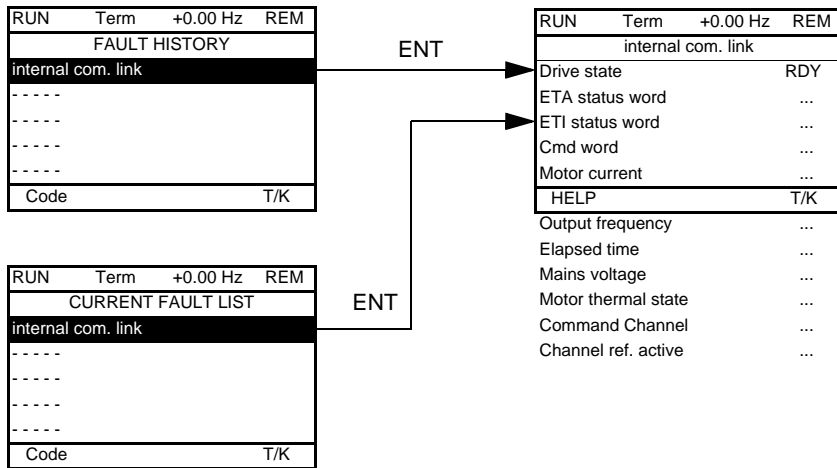 RUN Term +0.00 Hz REM
FAULT HISTORY
internal com. link
- - - - -
- - - - -
- - - - -
- - - - -
Code T/K
ENT
RUN Term +0.00 Hz REM
CURRENT FAULT LIST
internal com. link
- - - - -
- - - - -
- - - - -
- - - - -
Code T/K
ENT
RUN Term +0.00 Hz REM
internal com. link
Drive state RDY
ETA status word ...
ETI status word ...
Cmd word ...
Motor current ...
HELP T/K
Output frequency ...
Elapsed time ...
Mains voltage ...
Motor thermal state ...
Command Channel ...
Channel ref. active ...